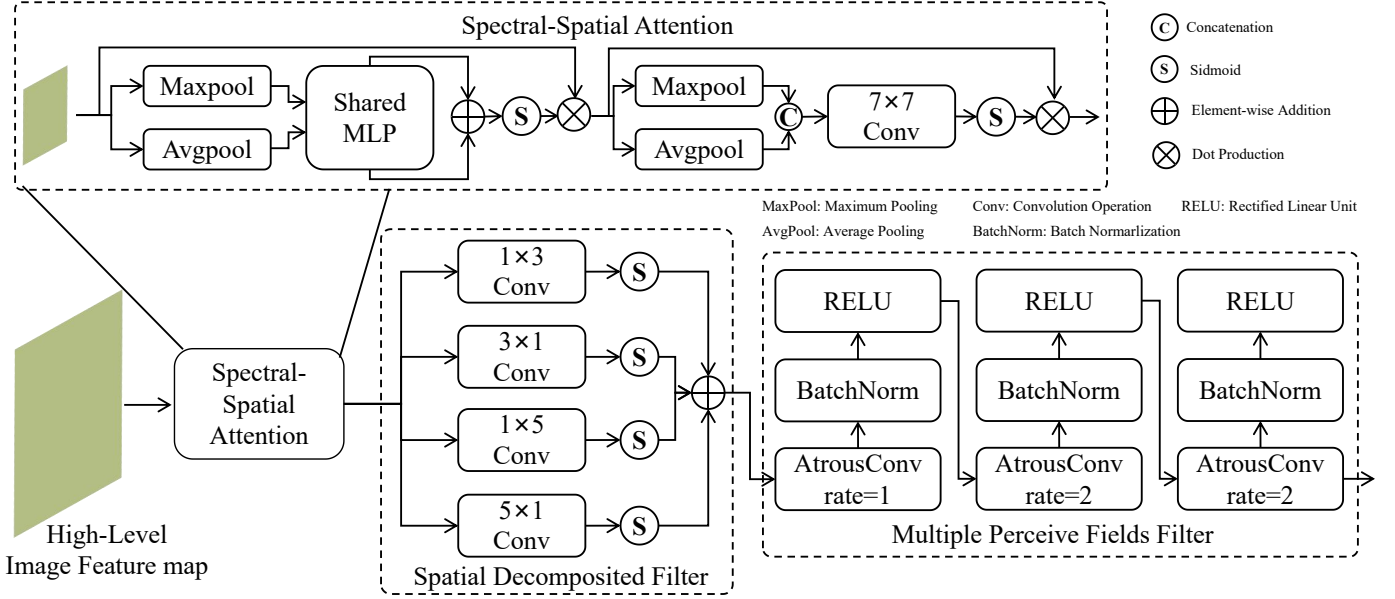 Spectral-Spatial Attention
Maxpool
Avgpool
Shared
MLP
S
Maxpool
Avgpool
C
7×7
Conv
S
C
Concatenation
S
Sidmoid
Element-wise Addition
Dot Production
MaxPool: Maximum Pooling
Conv: Convolution Operation
RELU: Rectified Linear Unit
AvgPool: Average Pooling
BatchNorm: Batch Normarlization
High-Level
Image Feature map
Spectral-
Spatial
Attention
1×3
Conv
S
3×1
Conv
S
1×5
Conv
S
5×1
Conv
S
Spatial Decomposited Filter
RELU
BatchNorm
AtrousConv
rate=1
RELU
BatchNorm
AtrousConv
rate=2
RELU
BatchNorm
AtrousConv
rate=2
Multiple Perceive Fields Filter